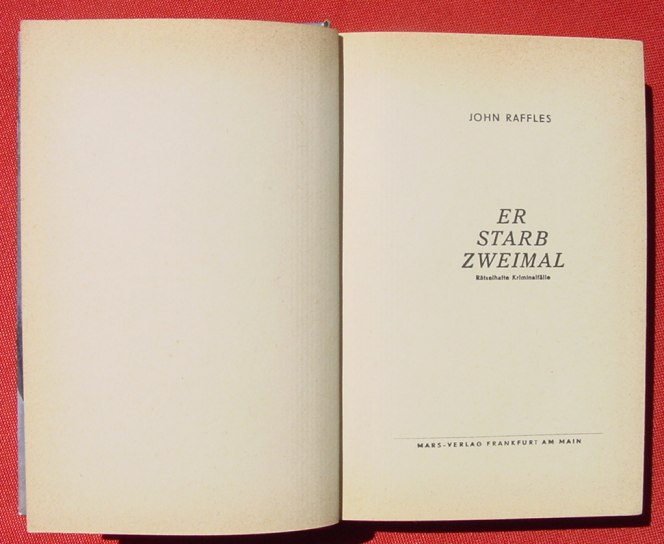 JOHN RAFFLES
ER
STARB
ZWEIMAL
Rätselhafte Kriminalfälle
MARS-VERLAG FRANKFURT AM MAIN